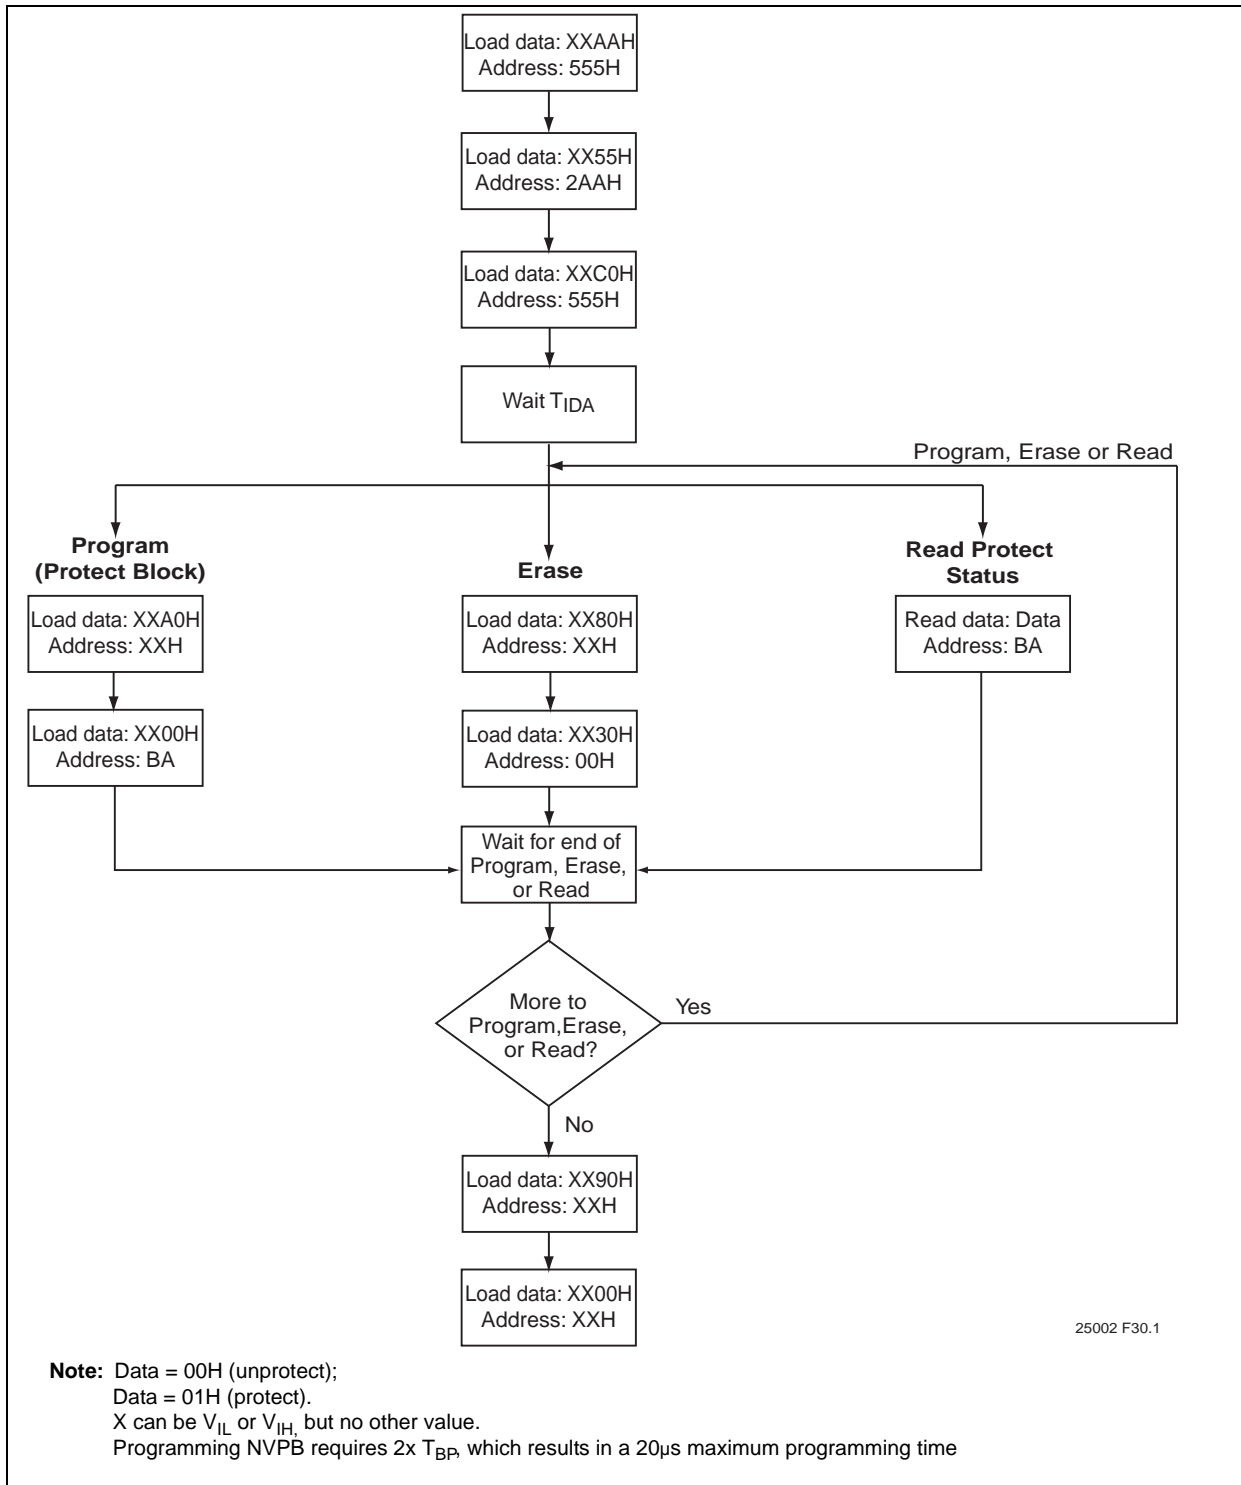 Load data: XXAAH
Address: 555H
Load data: XX55H
Address: 2AAH
Load data: XXC0H
Address: 555H
Wait TIDA
Program, Erase or Read
Program
(Protect Block)
Erase
Read Protect
Status
Load data: XXA0H
Address: XXH
Load data: XX80H
Address: XXH
Read data: Data
Address: BA
Load data: XX00H
Address: BA
Load data: XX30H
Address: 00H
Wait for end of
Program, Erase,
or Read
More to
Program,Erase,
or Read?
Yes
No
Load data: XX90H
Address: XXH
Load data: XX00H
Address: XXH
25002 F30.1
Note: Data = 00H (unprotect);
Data = 01H (protect).
X can be VIL or VIH, but no other value.
Programming NVPB requires 2x TBP, which results in a 20µs maximum programming time